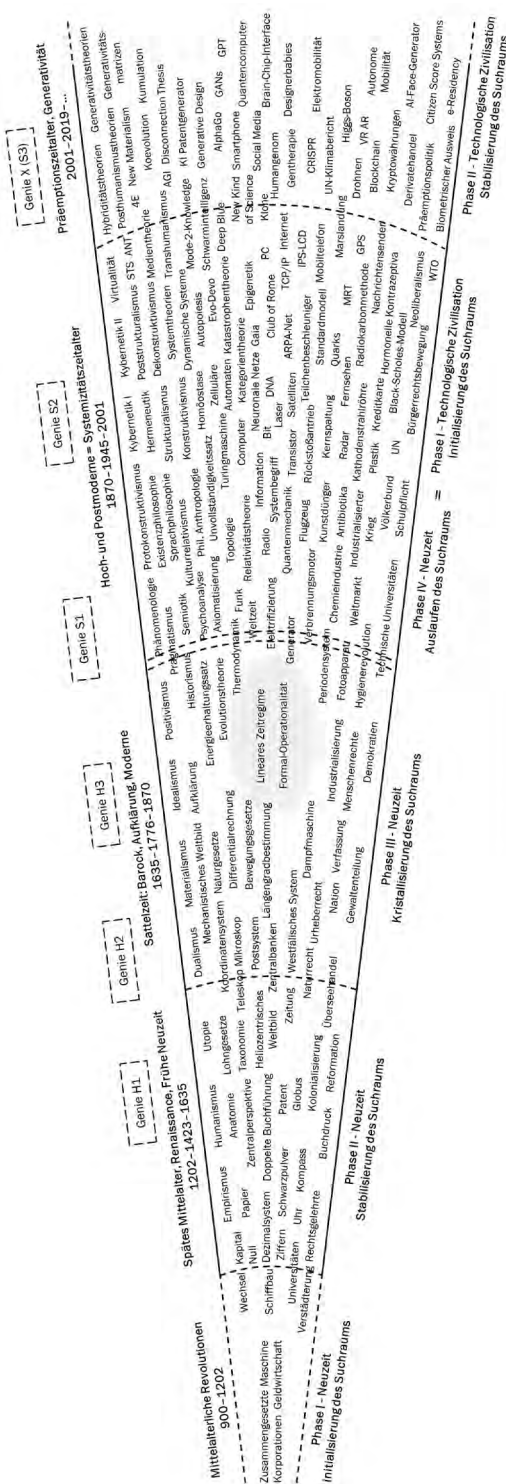 Mittelalterliche Revolutionen
900–1202
Zusammengesetzte Maschine
Korporationen Geldwirtschaft
Phase I - Neuzeit
Initialisierung des Suchraums
Genie H1
Spätes Mittelalter, Renaissance, Frühe Neuzeit
1202–1423–1635
Wechsel Kapital Empirismus Humanismus Utopie
Null Papier Anatomie Lohngesetze
Zentralperspektive Taxonomie
Schiffbau Dezimalsystem Doppelte Buchführung Heliozentrisches
Weltbild
Ziffern Schwarzpulver Patent Zeitung
Universitäten Uhr Kompass Globus
Verstädterung Rechtsgelehrte Kolonialisierung
Buchdruck Reformation Überseehandel
Phase II - Neuzeit
Stabilisierung des Suchraums
Genie H2
Genie H3
Sattelzeit: Barock, Aufklärung, Moderne
1635–1776–1870
Dualismus Materialismus Idealismus Positivismus
Mechanistisches Weltbild Aufklärung Historismus
Koordinatensystem Naturgesetze Energieerhaltungssatz
Teleskop Mikroskop Differentialrechnung Evolutionstheorie
Postsystem Bewegungsgesetze Thermodynamik
Zentralbanken Längengradbestimmung Lineares Zeitregime
Formal-Operationalität
Westfälisches System
Naturrecht Urheberrecht Dampfmaschine
Nation Verfassung Industrialisierung
Gewaltenteilung Menschenrechte
Demokratien
Periodensystem
Fotoapparat
Hygienerevolution
Phase III - Neuzeit
Kristallisierung des Suchraums
Genie S1
Genie S2
Hoch- und Postmoderne = Systemizitätszeitalter
1870–1945–2001
Phänomenologie Protokonstruktivismus Kybernetik I Kybernetik II Virtualität
Pragmatismus Existenzphilosophie Hermeneutik Poststrukturalismus STS ANT
Semiotik Sprachphilosophie Strukturalismus Dekonstruktivismus Medientheorie
Psychoanalyse Kulturrelativismus Konstruktivismus Systemtheorien Transhumanismus
Axiomatisierung Phil. Anthropologie Homöostase Dynamische Systeme Mode-2-Knowledge
Unvollständigkeitssatz Zelluläre Autopoiesis Schwarmintelligenz
Topologie Turingmaschine Automaten Evo-Devo
Katastrophentheorie Deep Blue
Funk Relativitätstheorie Computer Kategorientheorie Epigenetik
Weltzeit Information Neuronale Netze Gaia
Radio Bit DNA Club of Rome PC
Elektrifizierung Systembegriff Laser ARPA-Net TCP/IP Internet
Generator Quantenmechanik Transistor Satelliten IPS-LCD
Flugzeug Rückstoßantrieb Teilchenbeschleuniger Mobiltelefon
Verbrennungsmotor Kunstdünger Kernspaltung Standardmodell
Quarks Marslandung
Chemieindustrie Antibiotika Radar Fernsehen MRT GPS
Weltmarkt Industrialisierter
Krieg Kathodenstrahlröhre Radiokarbonmethode
Plastik Kreditkarte Nachrichtensender
Hormonelle Kontrazeptiva
Technische Universitäten Völkerbund UN Black-Scholes-Modell
Schulpflicht Bürgerrechtsbewegung Neoliberalismus WTO
Phase IV - Neuzeit
Auslaufen des Suchraums
=
Phase I - Technologische Zivilisation
Initialisierung des Suchraums
Genie X (S3)
Präemptionszeitalter, Generativität
2001–2019–...
Hybriditätstheorien Generativitätstheorien
Posthumanismustheorien Generativitäts-
matrizen
4E New Materialism
Koevolution Kumulation
AGI Disconnection Thesis
KI Patentgenerator
Generative Design
AlphaGo GANs GPT
New Kind
of Science
Smartphone Quantencomputer
Social Media
Klone Humangenom Brain-Chip-Interface
Gentherapie Designerbabies
CRISPR
Elektromobilität
UN-Klimabericht
Higgs-Boson
Drohnen VR AR Autonome
Mobilität
Blockchain
Kryptowährungen
Derivatehandel AI-Face-Generator
Präemptionspolitik Citizen Score Systems
Biometrischer Ausweis e-Residency
Phase II - Technologische Zivilisation
Stabilisierung des Suchraums